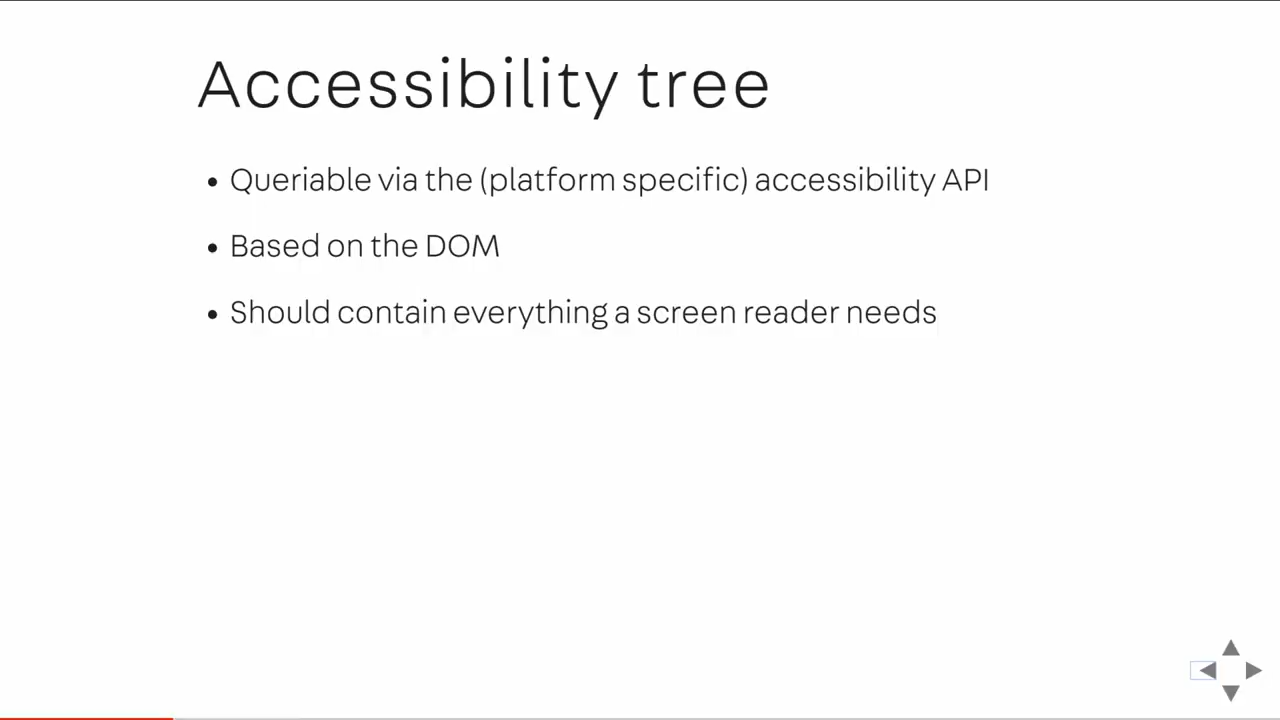 Accessibility tree
Queriable via the (platform specific) accessibility API
Based on the DOM
Should contain everything a screen reader needs